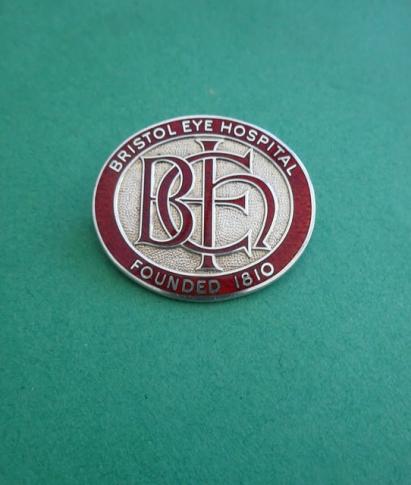 BRISTOL EYE HOSPITAL
BEH
FOUNDED 1810